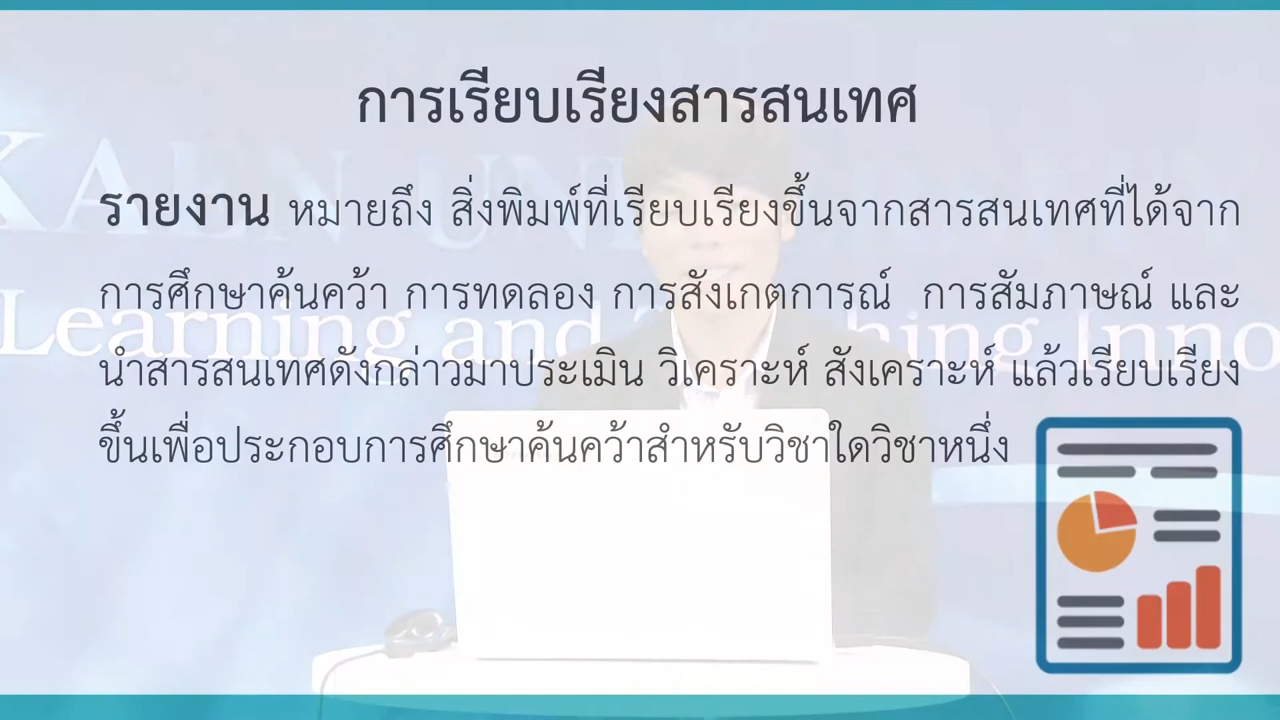 การเรียบเรียงสารสนเทศ
รายงาน หมายถึง สิ่งพิมพ์ที่เรียบเรียงขึ้นจากสารสนเทศที่ได้จาก
การศึกษาค้นคว้า การทดลอง การสังเกตการณ์ การสัมภาษณ์ และ
นำสารสนเทศดังกล่าวมาประเมิน วิเคราะห์ สังเคราะห์ แล้วเรียบเรียง
ขึ้นเพื่อประกอบการศึกษาค้นคว้าสำหรับวิชาใดวิชาหนึ่ง
KAEN UNI
Learning and